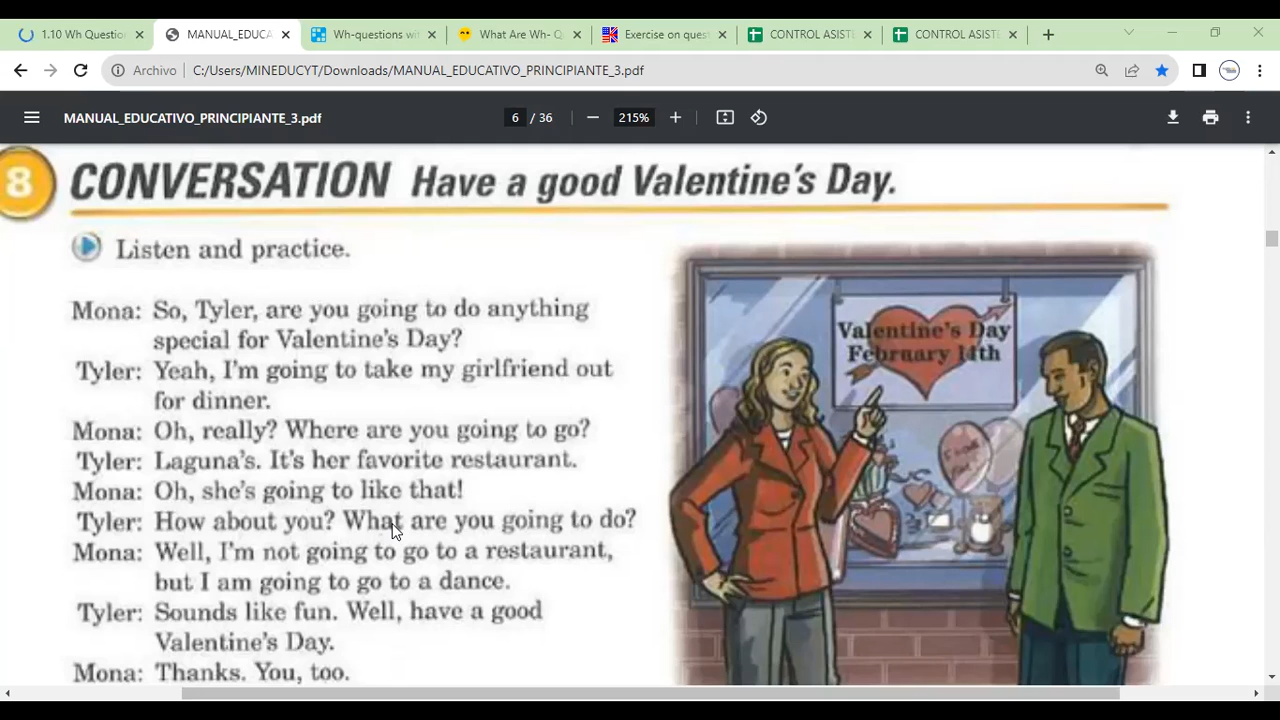 1.10 Wh Questio
MANUAL_EDUCA
Wh-questions wi
What Are Wh- Q
Exercise on quest
CONTROL ASIST
CONTROL ASIST
Archivo
C:/Users/MINEDUCYT/Downloads/MANUAL_EDUCATIVO_PRINCIPIANTE_3.pdf
MANUAL_EDUCATIVO_PRINCIPIANTE_3.pdf
6 / 36
215%
8 CONVERSATION Have a good Valentine's Day.
Listen and practice.
Mona: So, Tyler, are you going to do anything
special for Valentine's Day?
Tyler: Yeah, I'm going to take my girlfriend out
for dinner.
Mona: Oh, really? Where are you going to go?
Tyler: Laguna's. It's her favorite restaurant.
Mona: Oh, she's going to like that!
Tyler: How about you? What are you going to do?
Mona: Well, I'm not going to go to a restaurant,
but I am going to go to a dance.
Tyler: Sounds like fun. Well, have a good
Valentine's Day.
Mona: Thanks. You, too.
Valentine's Day
February 14th